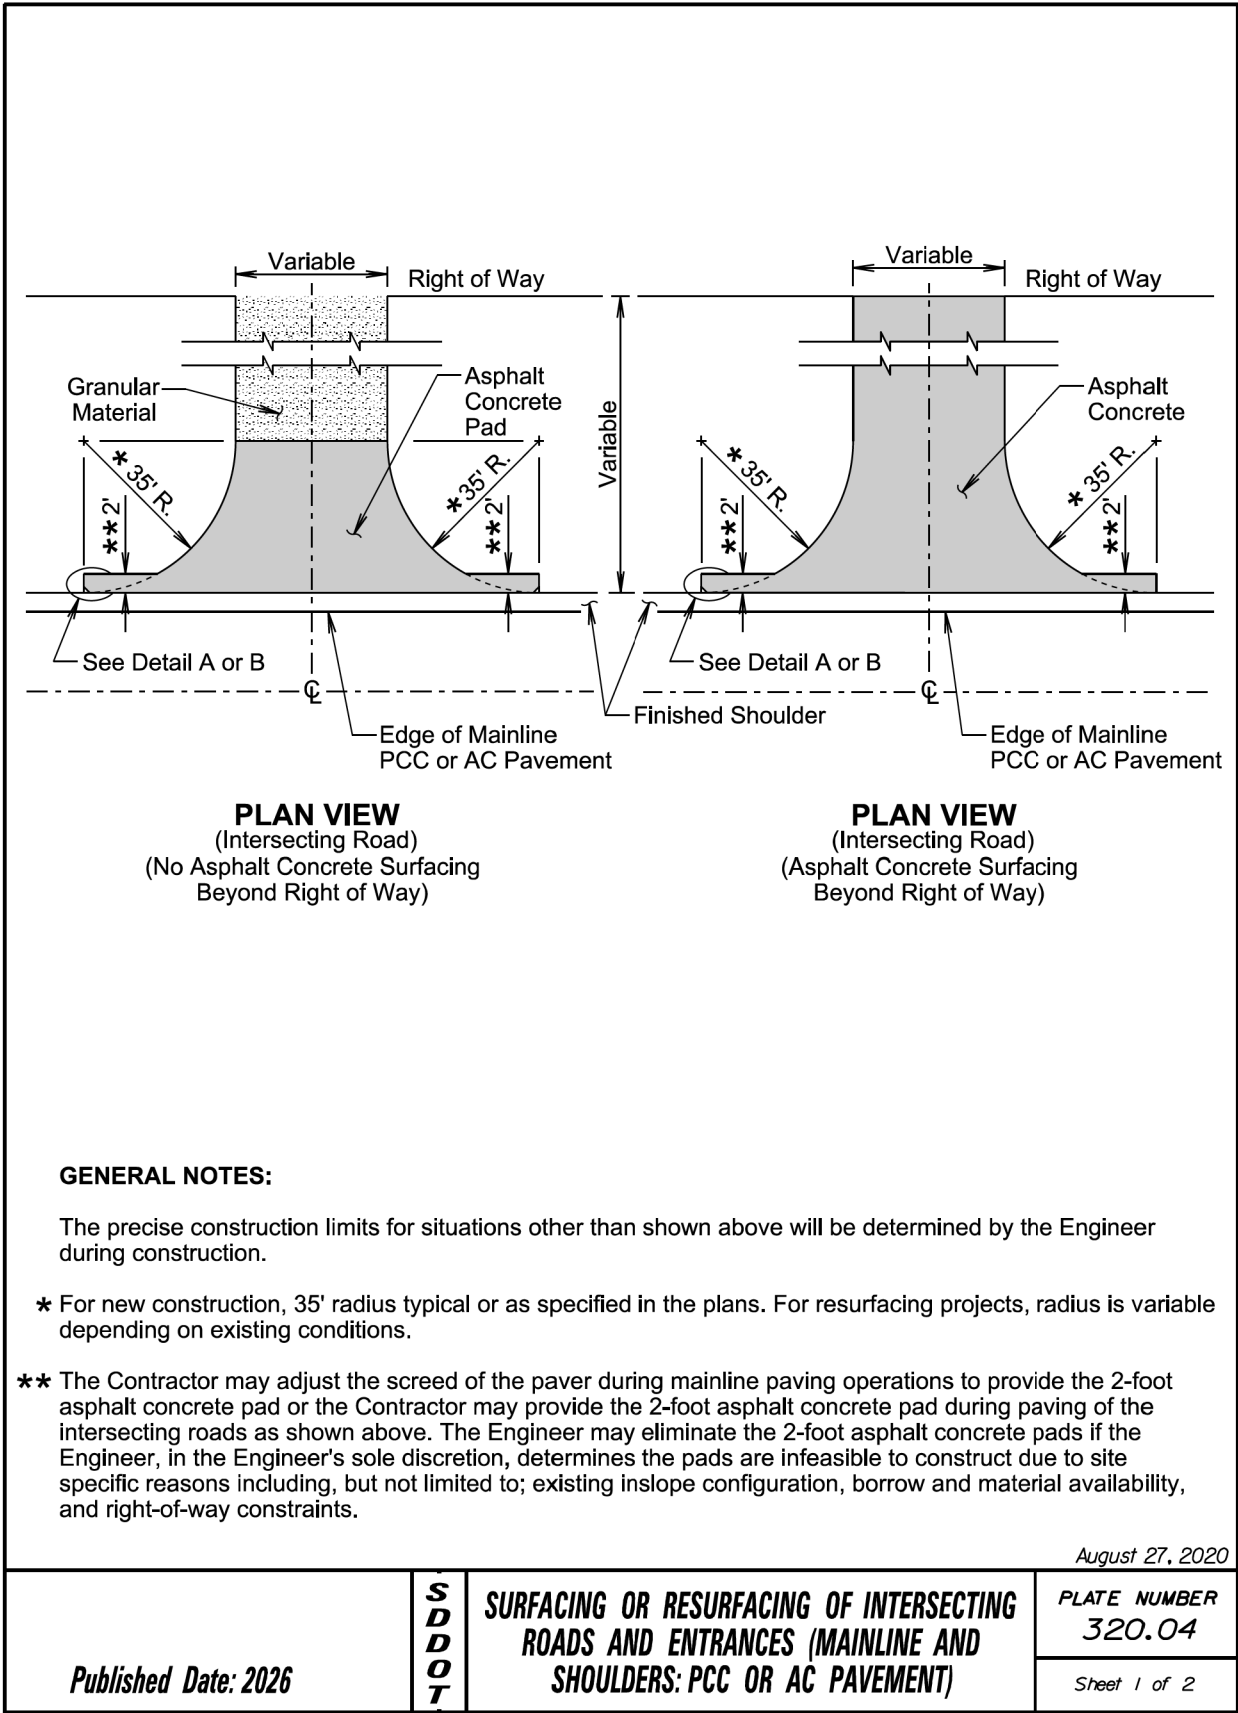 Variable
Right of Way
Granular
Material
Asphalt
Concrete
Pad
* 35' R.
* 35' R.
** 2'
** 2'
See Detail A or B
℄
Edge of Mainline
PCC or AC Pavement
Variable
Finished Shoulder
PLAN VIEW
(Intersecting Road)
(No Asphalt Concrete Surfacing
Beyond Right of Way)
Variable
Right of Way
Asphalt
Concrete
* 35' R.
* 35' R.
** 2'
** 2'
See Detail A or B
℄
Edge of Mainline
PCC or AC Pavement
PLAN VIEW
(Intersecting Road)
(Asphalt Concrete Surfacing
Beyond Right of Way)
GENERAL NOTES:
The precise construction limits for situations other than shown above will be determined by the Engineer
during construction.
* For new construction, 35' radius typical or as specified in the plans. For resurfacing projects, radius is variable
depending on existing conditions.
** The Contractor may adjust the screed of the paver during mainline paving operations to provide the 2-foot
asphalt concrete pad or the Contractor may provide the 2-foot asphalt concrete pad during paving of the
intersecting roads as shown above. The Engineer may eliminate the 2-foot asphalt concrete pads if the
Engineer, in the Engineer's sole discretion, determines the pads are infeasible to construct due to site
specific reasons including, but not limited to; existing inslope configuration, borrow and material availability,
and right-of-way constraints.
August 27, 2020
Published Date: 2026
SDDOT
SURFACING OR RESURFACING OF INTERSECTING
ROADS AND ENTRANCES (MAINLINE AND
SHOULDERS: PCC OR AC PAVEMENT)
PLATE NUMBER
320.04
Sheet 1 of 2